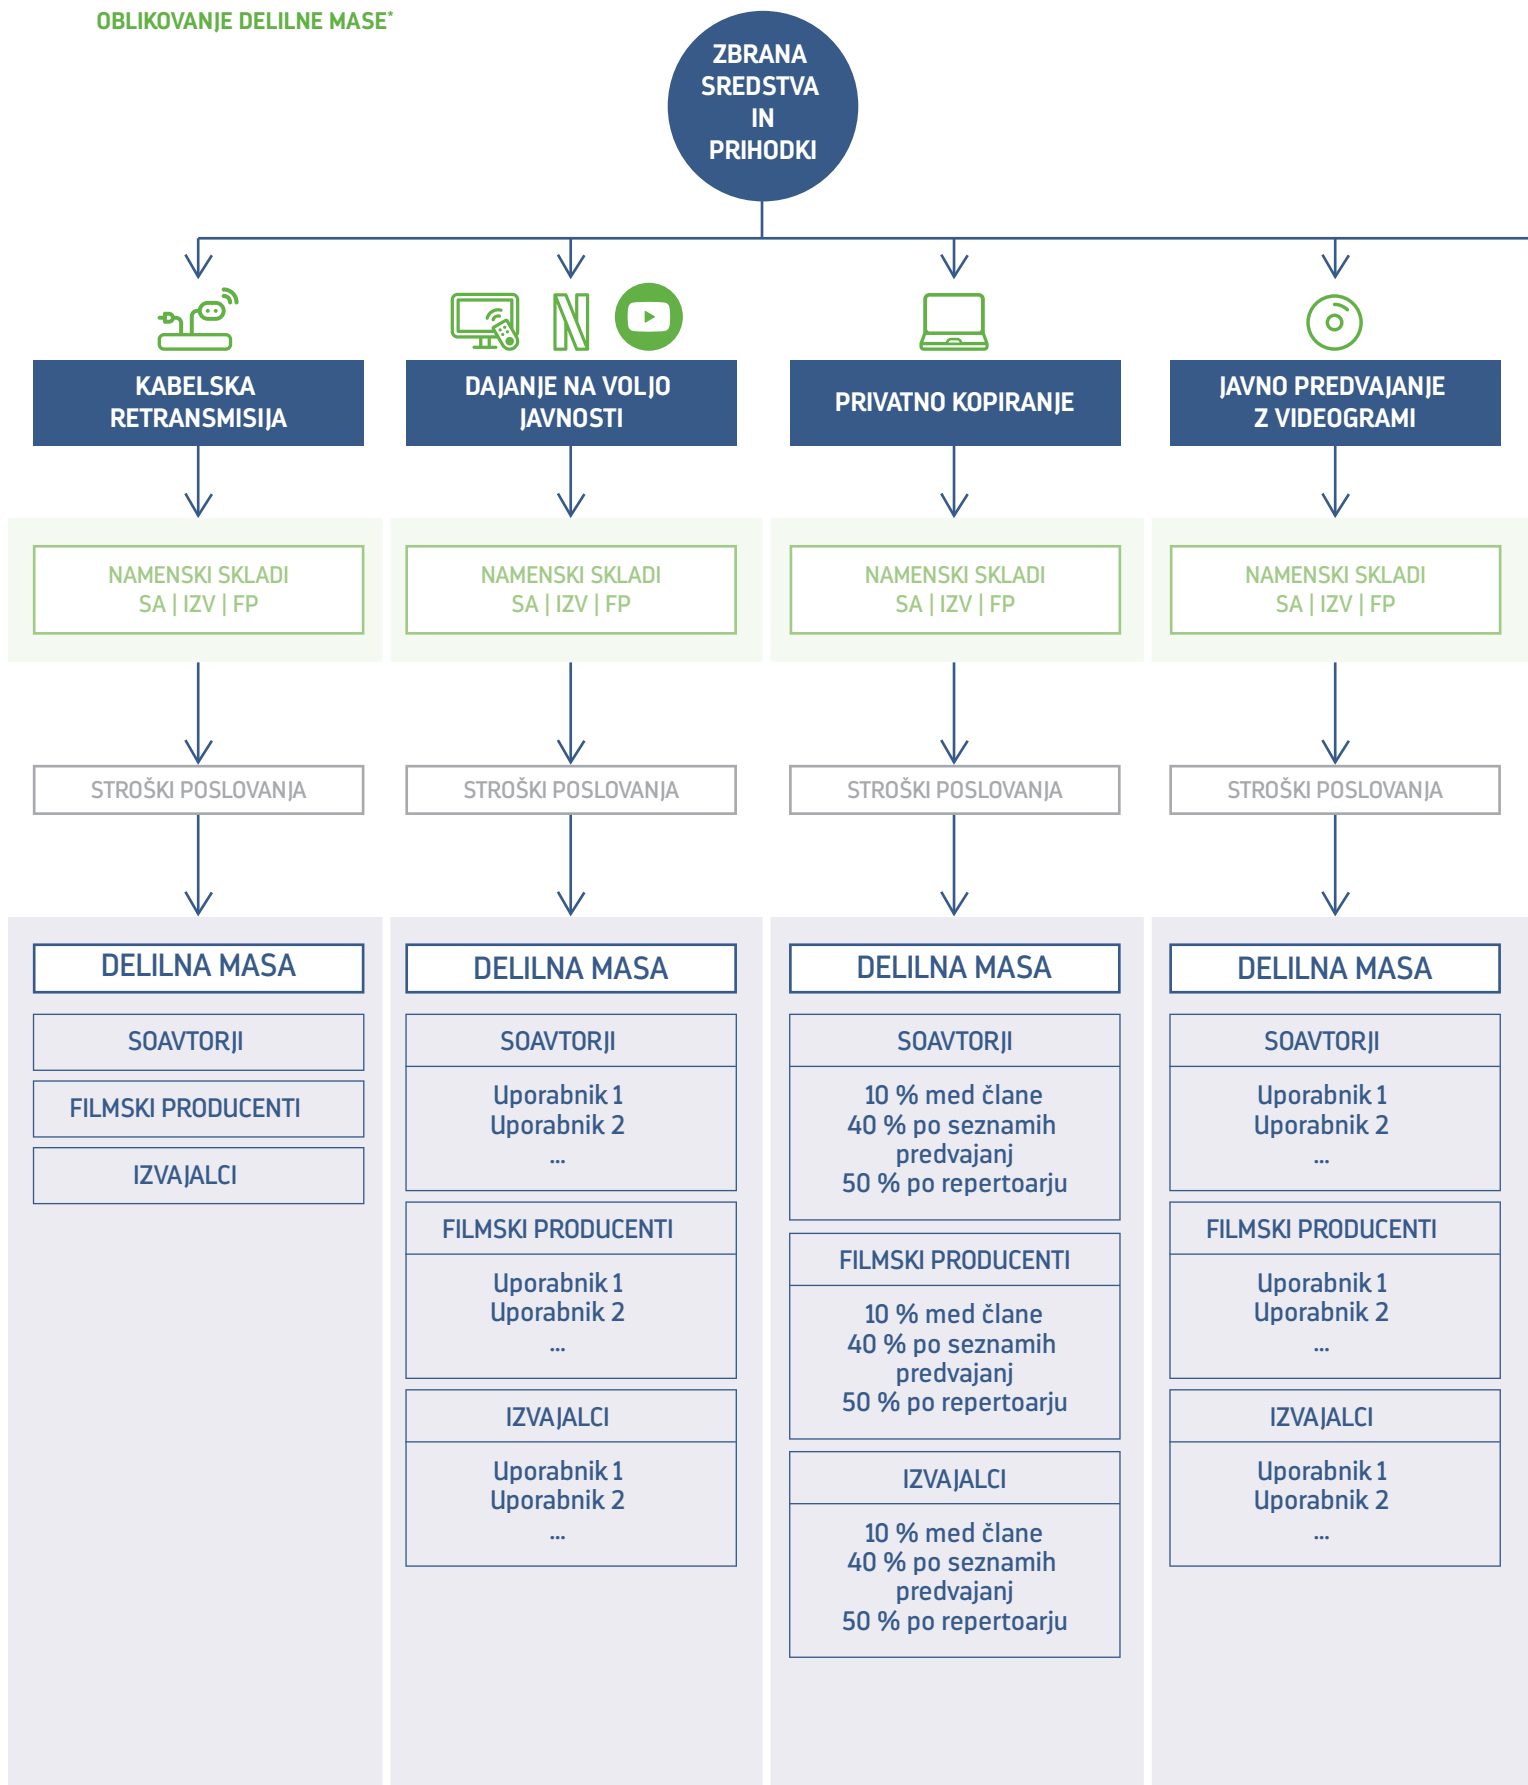 OBLIKOVANJE DELILNE MASE*
ZBRANA
SREDSTVA
IN
PRIHODKI
KABELSKA
RETRANSMISIJA
NAMENSKI SKLADI
SA | IZV | FP
STROŠKI POSLOVANJA
DELILNA MASA
SOAVTORJI
FILMSKI PRODUCENTI
IZVAJALCI
DAJANJE NA VOLJO
JAVNOSTI
NAMENSKI SKLADI
SA | IZV | FP
STROŠKI POSLOVANJA
DELILNA MASA
SOAVTORJI
Uporabnik 1
Uporabnik 2
...
FILMSKI PRODUCENTI
Uporabnik 1
Uporabnik 2
...
IZVAJALCI
Uporabnik 1
Uporabnik 2
...
PRIVATNO KOPIRANJE
NAMENSKI SKLADI
SA | IZV | FP
STROŠKI POSLOVANJA
DELILNA MASA
SOAVTORJI
10 % med člane
40 % po seznamih
predvajanj
50 % po repertoarju
FILMSKI PRODUCENTI
10 % med člane
40 % po seznamih
predvajanj
50 % po repertoarju
IZVAJALCI
10 % med člane
40 % po seznamih
predvajanj
50 % po repertoarju
JAVNO PREDVAJANJE
Z VIDEOGRAMI
NAMENSKI SKLADI
SA | IZV | FP
STROŠKI POSLOVANJA
DELILNA MASA
SOAVTORJI
Uporabnik 1
Uporabnik 2
...
FILMSKI PRODUCENTI
Uporabnik 1
Uporabnik 2
...
IZVAJALCI
Uporabnik 1
Uporabnik 2
...